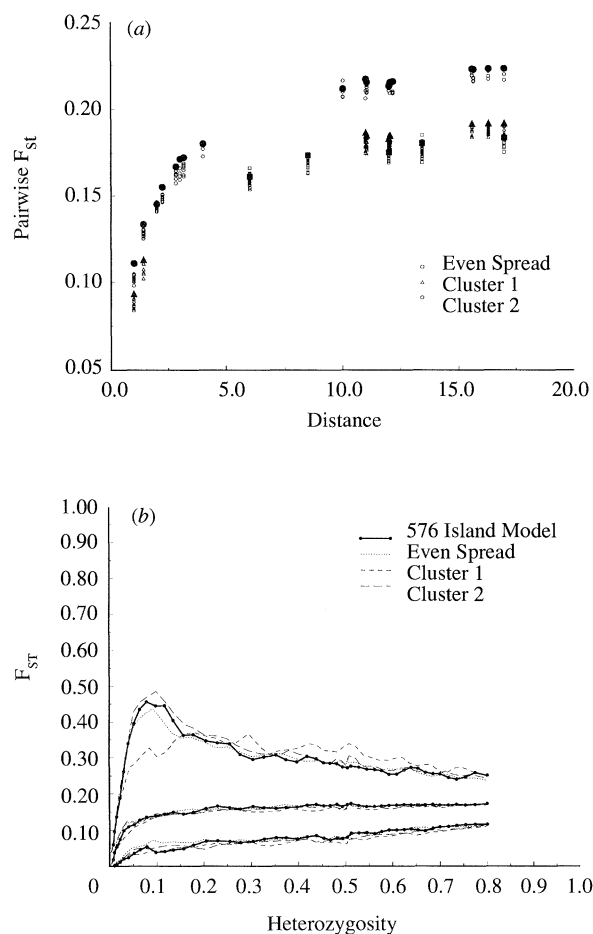 (a)
0.25
0.20
0.15
0.10
0.05
Pairwise Fst
Even Spread
Cluster 1
Cluster 2
0.0 5.0 10.0 15.0 20.0
Distance
(b)
1.00
0.90
0.80
0.70
0.60
0.50
0.40
0.30
0.20
0.10
FST
576 Island Model
Even Spread
Cluster 1
Cluster 2
0 0.1 0.2 0.3 0.4 0.5 0.6 0.7 0.8 0.9 1.0
Heterozygosity